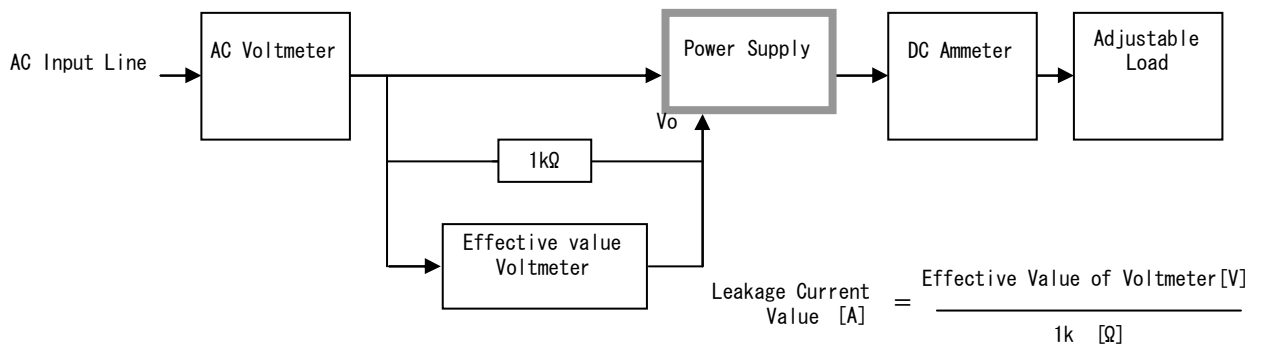 AC Input Line
AC Voltmeter
Power Supply
DC Ammeter
Adjustable
Load
Vo
1kΩ
Effective value
Voltmeter
Leakage Current
Value [A]
=
Effective Value of Voltmeter[V]
1k [Ω]